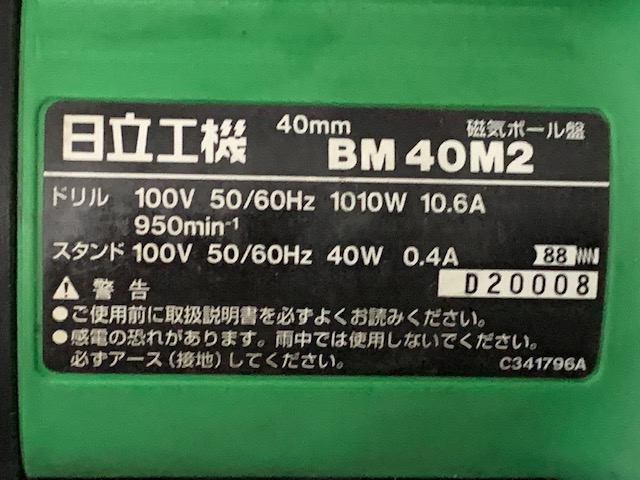 日立工機 40mm 磁気ボール盤
BM 40M2
ドリル 100V 50/60Hz 1010W 10.6A
950min⁻¹
スタンド 100V 50/60Hz 40W 0.4A 88
D20008
警告
●ご使用前に取扱説明書を必ずよくお読みください。
●感電の恐れがあります。雨中では使用しないでください。
必ずアース(接地)してください。 C341796A